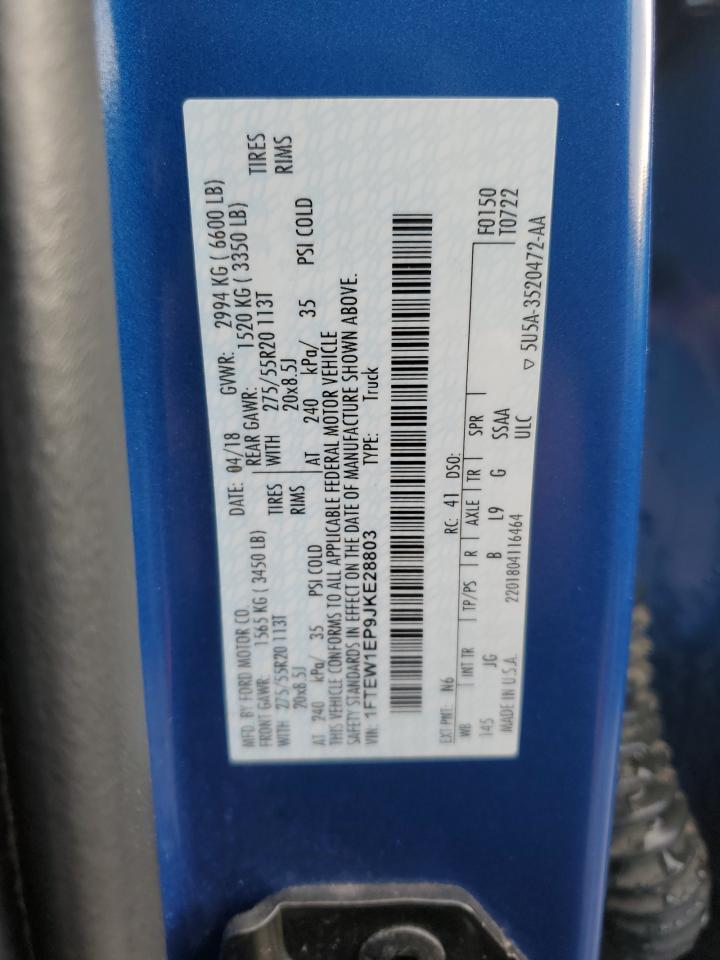 MFD. BY FORD MOTOR CO.
DATE: 04/18 GVWR: 2994 KG ( 6600 LB)
FRONT GAWR: 1565 KG (3450 LB)
REAR GAWR: 1520 KG ( 3350 LB)
WITH 275/55R20 113T TIRES
WITH 275/55R20 113T TIRES
20x8.5J RIMS
20x8.5J RIMS
AT 240 kPa/ 35 PSI COLD
AT 240 kPa/ 35 PSI COLD
THIS VEHICLE CONFORMS TO ALL APPLICABLE FEDERAL MOTOR VEHICLE
SAFETY STANDARDS IN EFFECT ON THE DATE OF MANUFACTURE SHOWN ABOVE.
VIN: 1FTEW1EP9JKE28803 TYPE: Truck
EXT PNT: N6 RC: 41 DSO: F0150
T0722
WB INT TR TP/PS R AXLE TR SPR
145 JG B L9 G SSAA
▽ 5U5A-3520472-AA
MADE IN U.S.A. 2201804116464 UILC